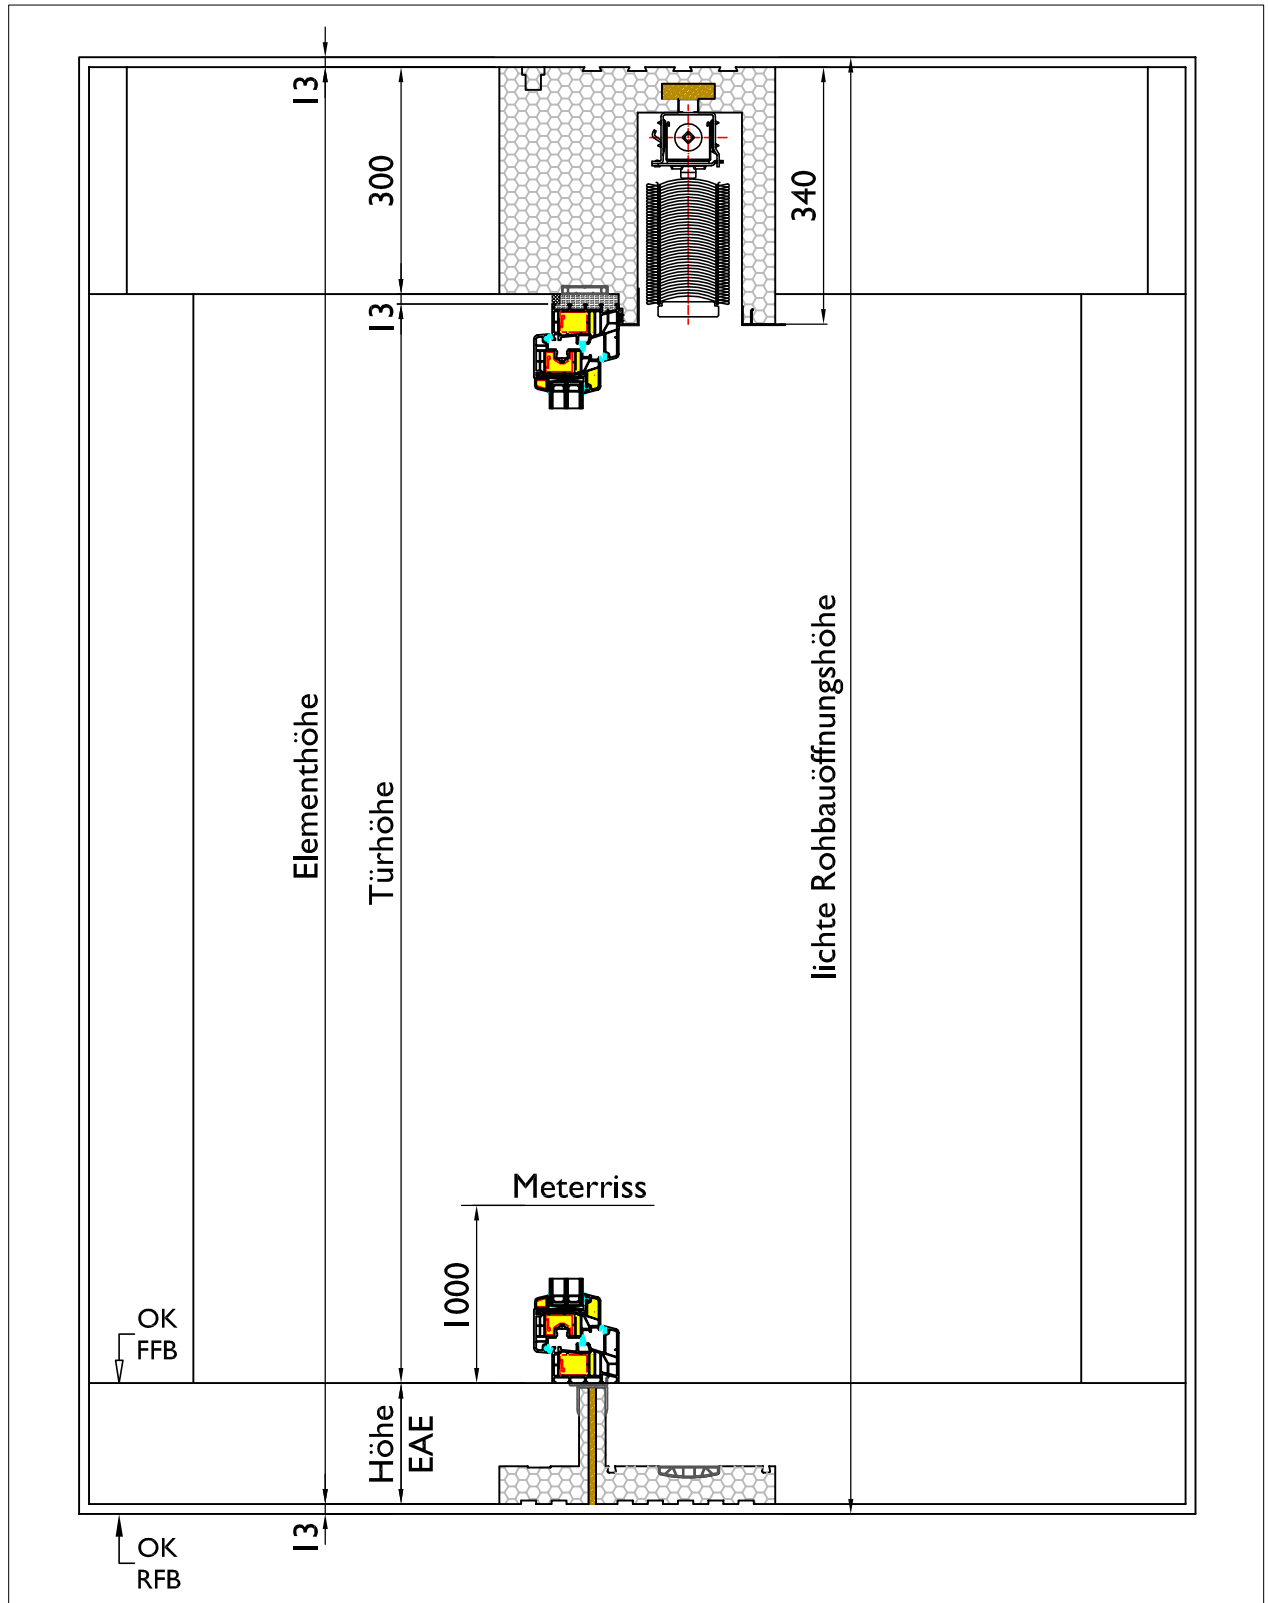 13
300
340
13
Elementhöhe
Türhöhe
lichte Rohbauöffnungshöhe
Meterriss
1000
OK
FFB
Höhe
EAE
13
OK
RFB